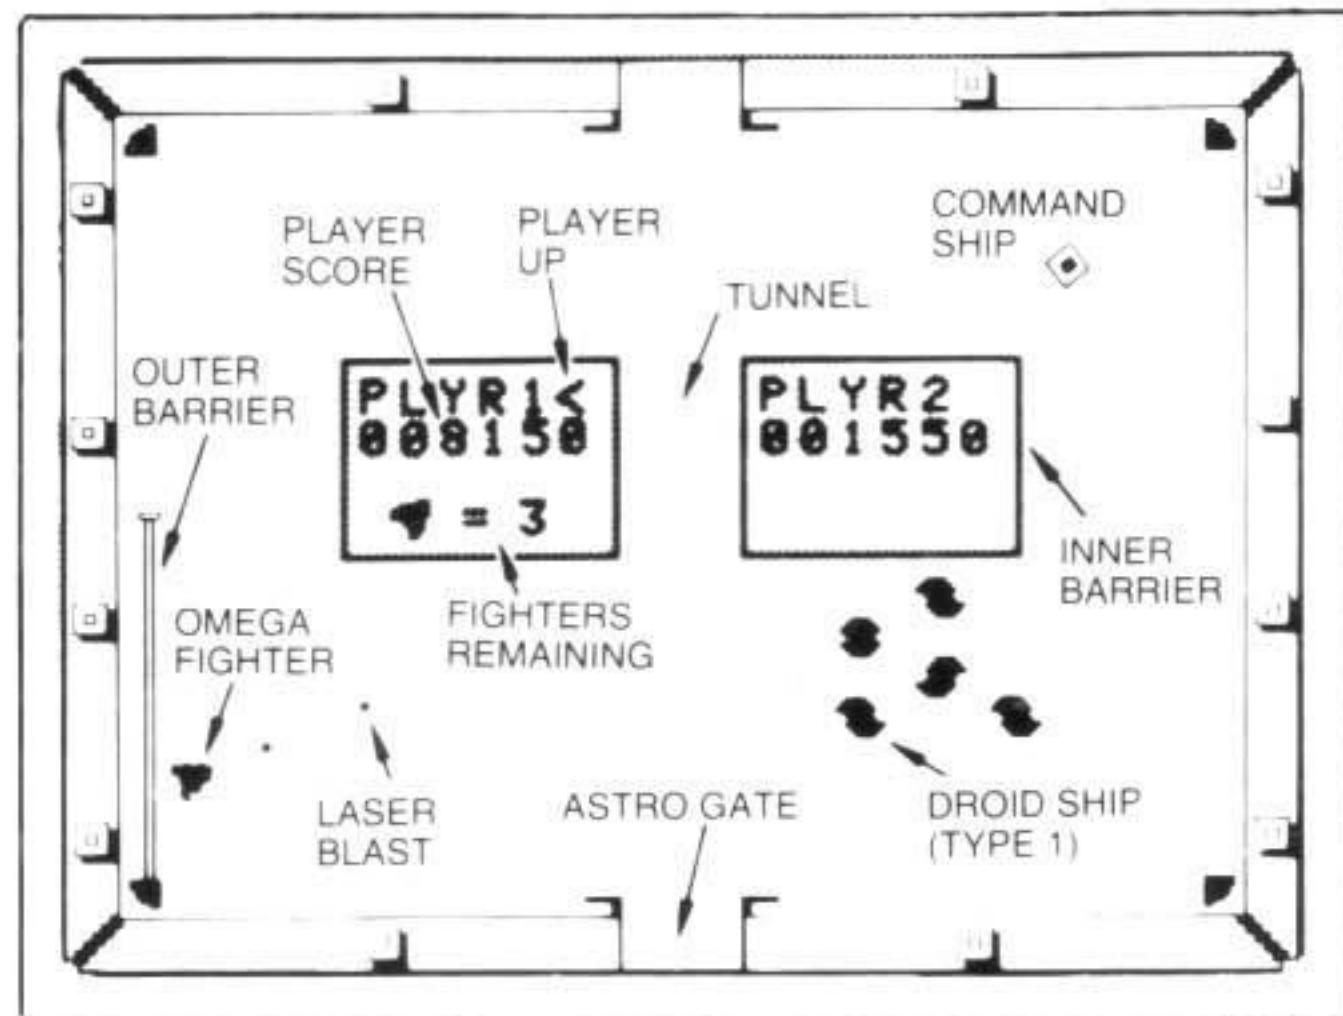 COMMAND
SHIP
PLAYER
SCORE
PLAYER
UP
TUNNEL
OUTER
BARRIER
PLYR1<
008150
= 3
PLYR2
001550
INNER
BARRIER
OMEGA
FIGHTER
FIGHTERS
REMAINING
LASER
BLAST
ASTRO GATE
DROID SHIP
(TYPE 1)